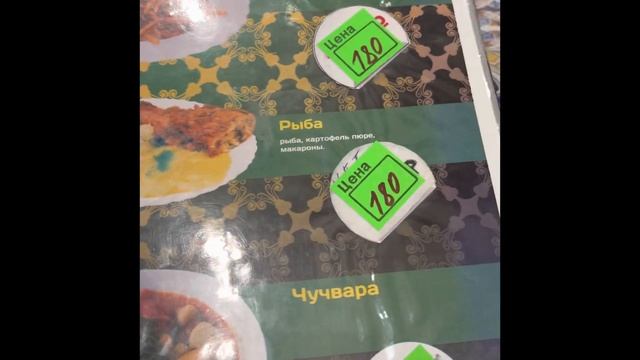 Цена
180
Рыба
рыба, картофель пюре,
макароны.
Цена
180
Чучвара